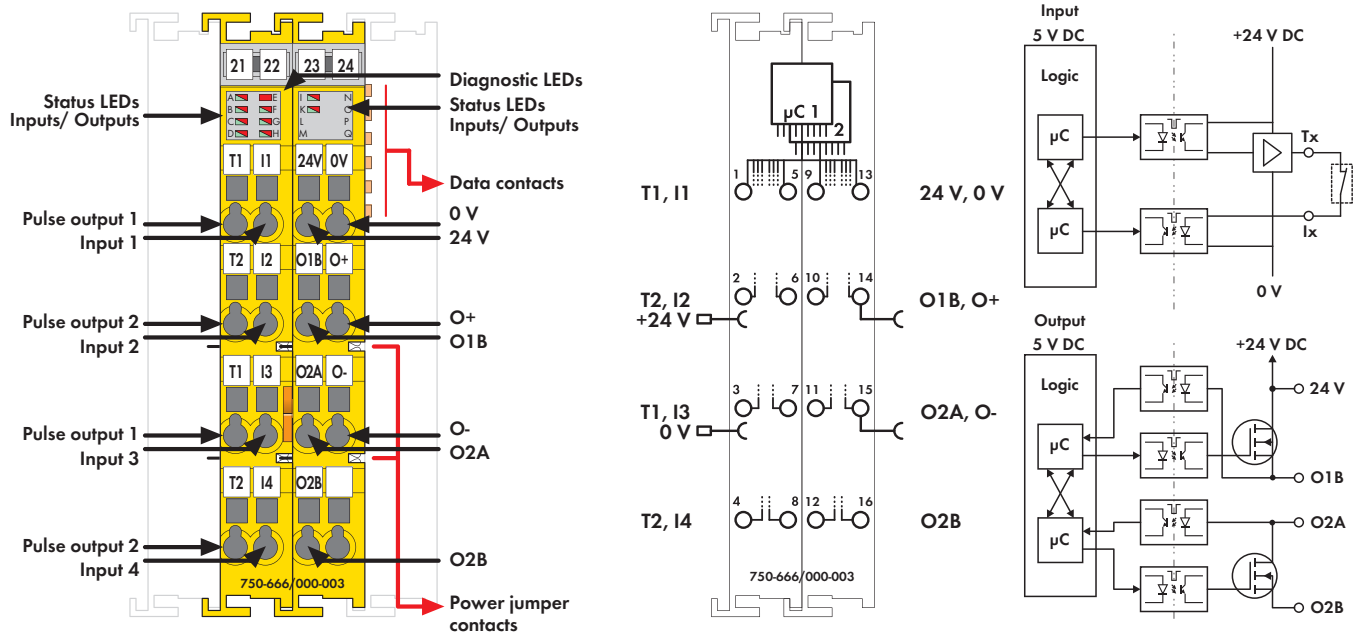 21 22 23 24
A E I N
B F K O
C G L P
D H M Q
Status LEDs
Inputs/ Outputs
Diagnostic LEDs
Status LEDs
Inputs/ Outputs
T1 I1 24V 0V
Data contacts
Pulse output 1
Input 1
0 V
24 V
T2 I2 O1B O+
Pulse output 2
Input 2
O+
O1B
T1 I3 O2A O-
Pulse output 1
Input 3
O-
O2A
T2 I4 O2B
Pulse output 2
Input 4
O2B
750-666/000-003
Power jumper
contacts
µC 1
2
1 5 9 13
T1, I1
24 V, 0 V
2 6 10 14
T2, I2
+24 V
O1B, O+
3 7 11 15
T1, I3
0 V
O2A, O-
4 8 12 16
T2, I4
O2B
750-666/000-003
Input
5 V DC
+24 V DC
Logic
µC
µC
Tx
Ix
0 V
Output
5 V DC
+24 V DC
Logic
µC
µC
24 V
O1B
O2A
O2B